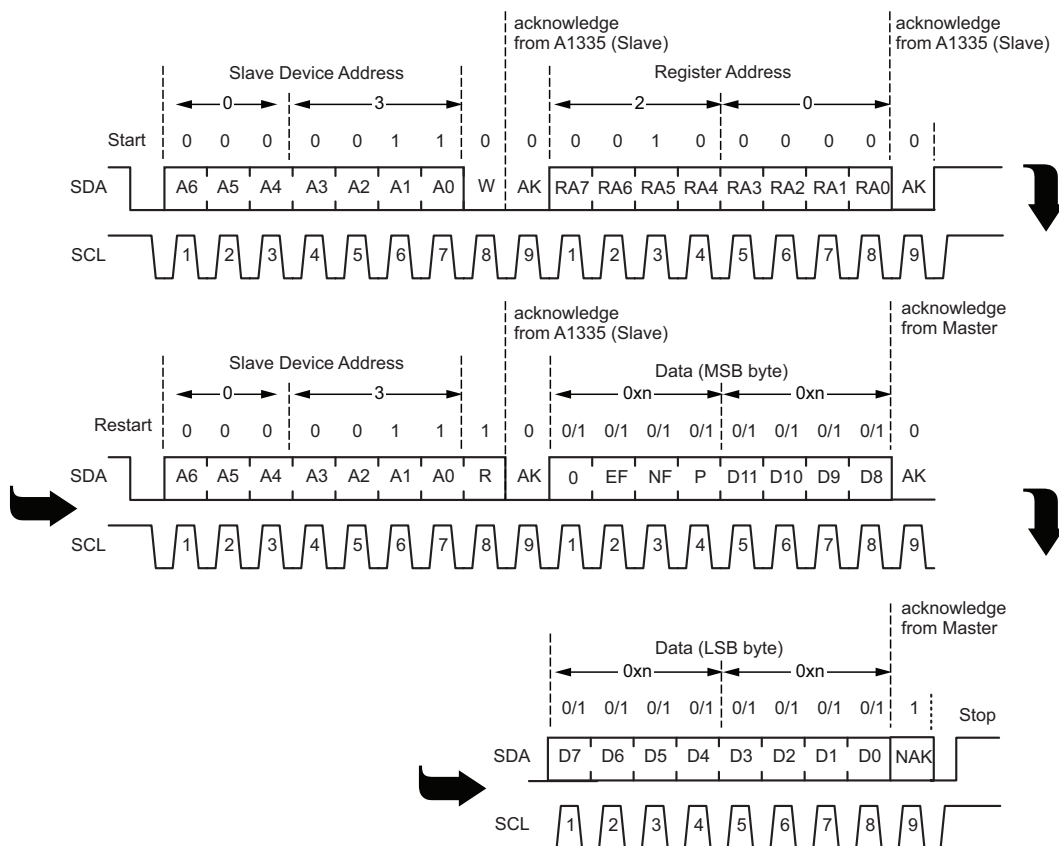 acknowledge
from A1335 (Slave)
acknowledge
from A1335 (Slave)
Slave Device Address
Register Address
0 3 2 0
Start 0 0 0 0 0 1 1 0 0 0 0 1 0 0 0 0 0 0
SDA A6 A5 A4 A3 A2 A1 A0 W AK RA7 RA6 RA5 RA4 RA3 RA2 RA1 RA0 AK
SCL 1 2 3 4 5 6 7 8 9 1 2 3 4 5 6 7 8 9
acknowledge
from A1335 (Slave)
acknowledge
from Master
Slave Device Address
Data (MSB byte)
0 3 0xn 0xn
Restart 0 0 0 0 0 1 1 1 0 0/1 0/1 0/1 0/1 0/1 0/1 0/1 0/1 0
SDA A6 A5 A4 A3 A2 A1 A0 R AK 0 EF NF P D11 D10 D9 D8 AK
SCL 1 2 3 4 5 6 7 8 9 1 2 3 4 5 6 7 8 9
acknowledge
from Master
Data (LSB byte)
0xn 0xn
0/1 0/1 0/1 0/1 0/1 0/1 0/1 0/1 1 Stop
SDA D7 D6 D5 D4 D3 D2 D1 D0 NAK
SCL 1 2 3 4 5 6 7 8 9